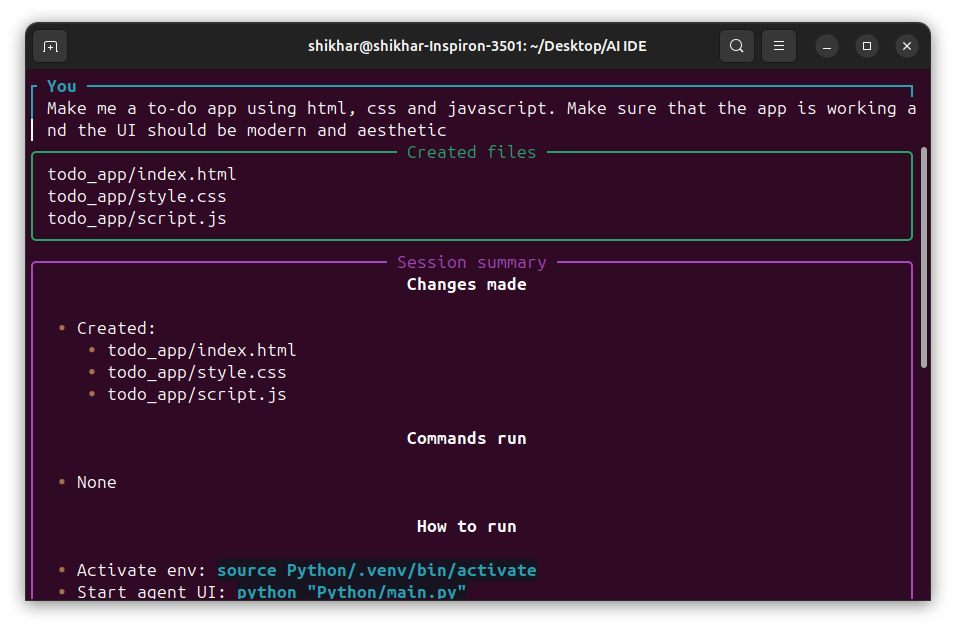 shikhar@shikhar-Inspiron-3501: ~/Desktop/AI IDE
You
Make me a to-do app using html, css and javascript. Make sure that the app is working a
nd the UI should be modern and aesthetic
Created files
todo_app/index.html
todo_app/style.css
todo_app/script.js
Session summary
Changes made
• Created:
• todo_app/index.html
• todo_app/style.css
• todo_app/script.js
Commands run
• None
How to run
• Activate env: source Python/.venv/bin/activate
• Start agent UI: python "Python/main.py"